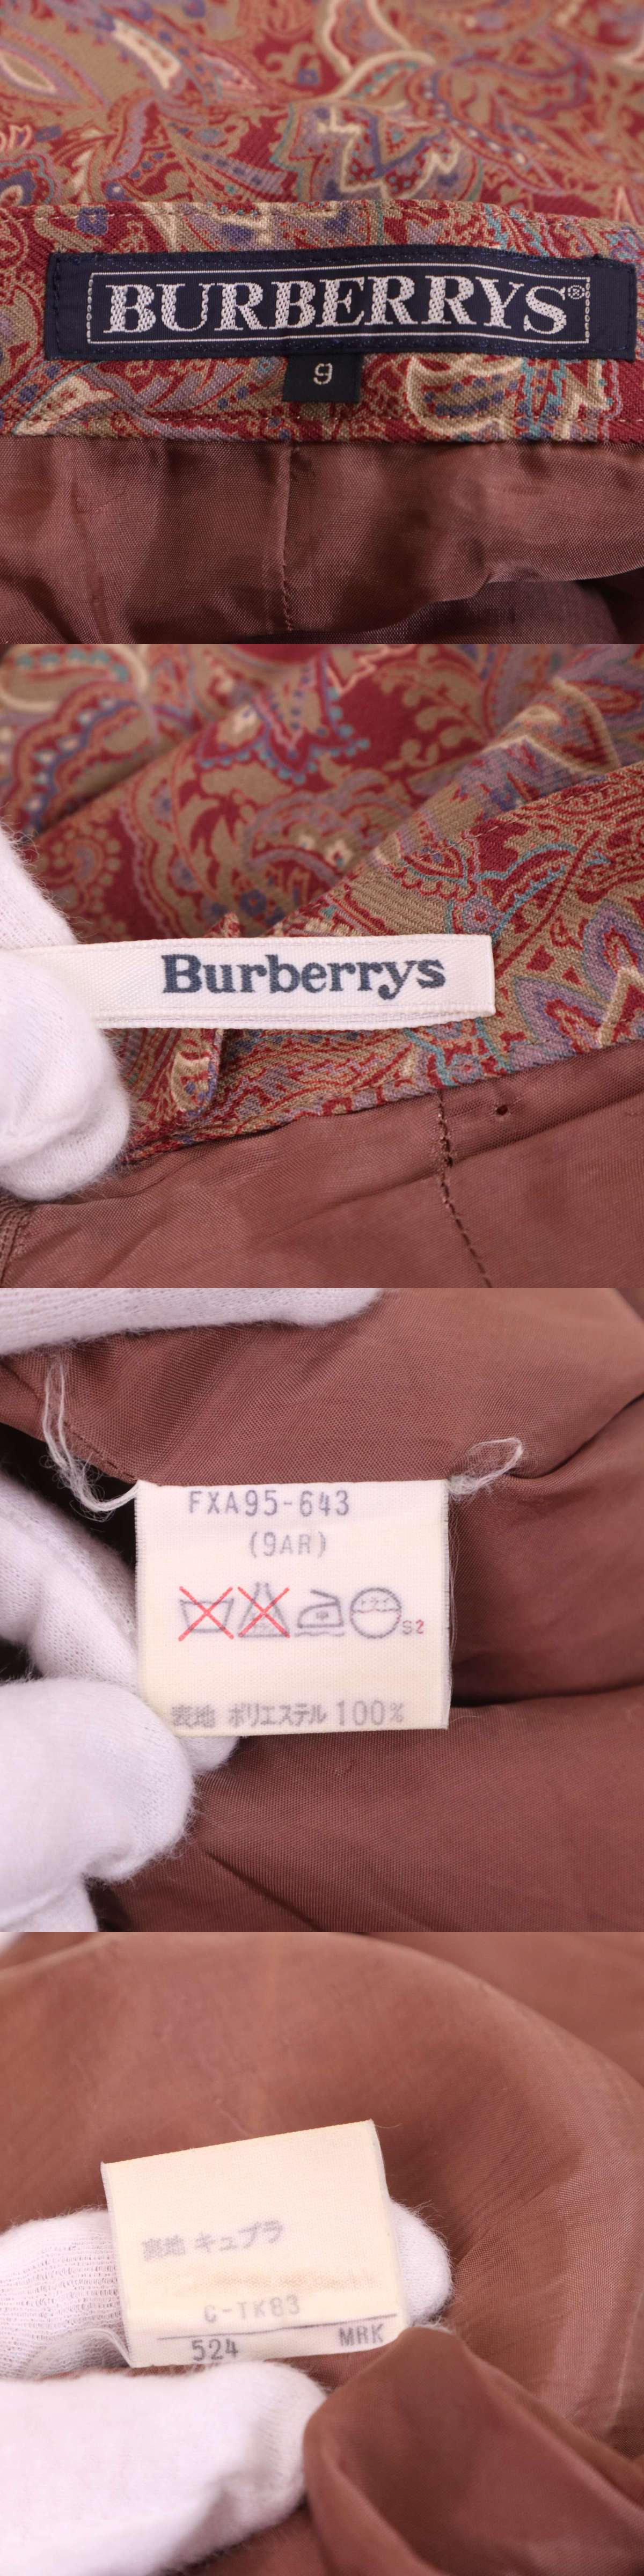 BURBERRYS®
9
Burberrys
FXA95-643
(9AR)
S2
表地 ポリエステル 100%
裏地 キュプラ
C-TK83
524 MRK